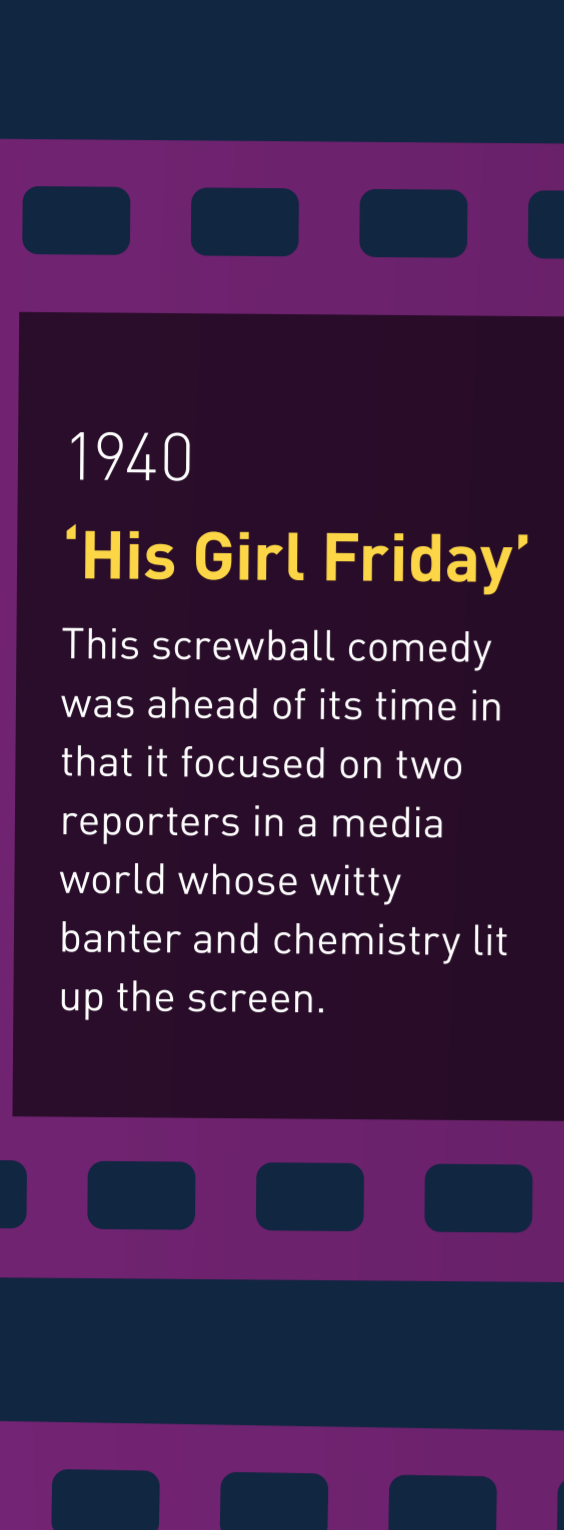 1940
‘His Girl Friday’
This screwball comedy
was ahead of its time in
that it focused on two
reporters in a media
world whose witty
banter and chemistry lit
up the screen.